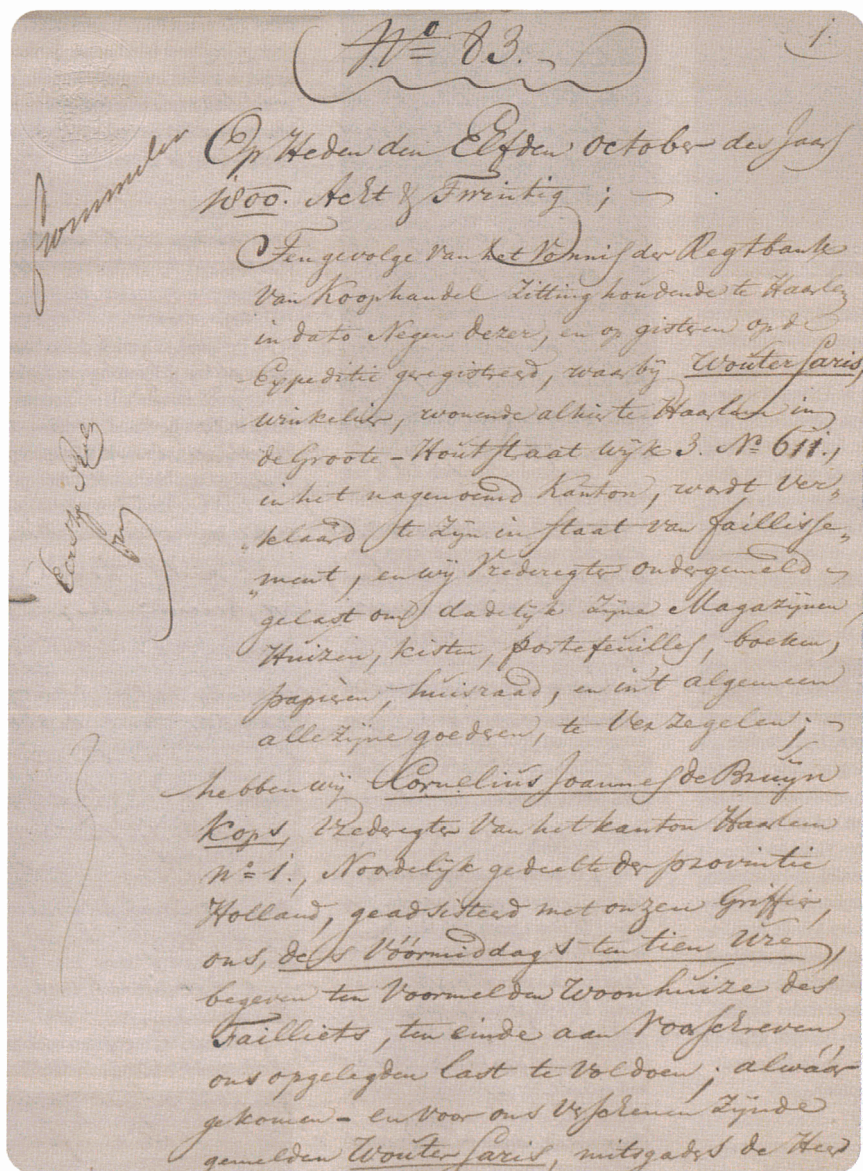 N° 83.
1.
Op Heden den Elfden october des Jaars
1800. Acht & Twintig ;
Ten gevolge van het Vonnis der Regtbank
van Koophandel Zitting houdende te Haarlem
in dato Negen dezer, en op gisteren op de
Expeditie geregistreerd, waarbij Wouter Saris,
winkelier, wonende alhier te Haarlem in
de Groote - Houtstraat wijk 3. N° 611.,
in het nagenoemd Kanton, wordt ver„
„klaard te Zijn in staat van faillisse„
„ment, en wij Vrederegter ondergemeld
gelast om dadelijk Zijne Magazijnen,
Huizen, kisten, portefeuilles, boeken,
papieren, huisraad, en in't algemeen
alle zijne goederen, te Verzegelen ;
hebben wij Cornelius Joannes de Bruyn
Kops, Vrederegter van het kanton Haarlem
n° 1., Noordelijk gedeelte der provintie
Holland, geadsisteerd met onzen Griffier,
ons, des Vóórmiddags ten tien Ure,
begeven ten Voormelden Woonhuize des
Failliets, ten einde aan Voorschreven
ons opgelegden last te Voldoen ; alwáár
gekomen - en voor ons verschenen Zijnde
gemelden Wouter Saris, mitsgaders de Heer